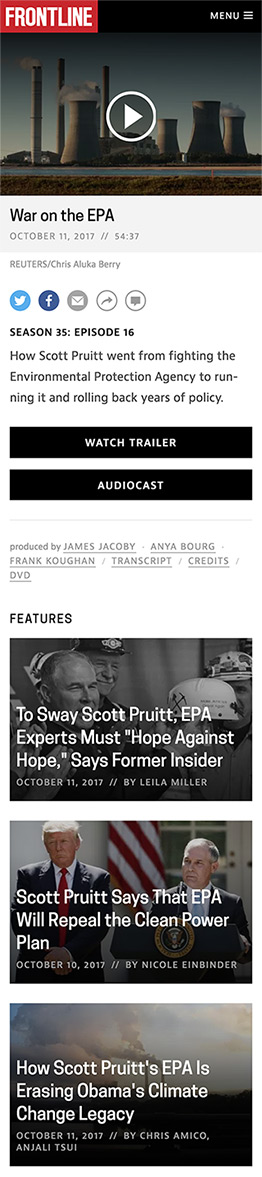 FRONTLINE
MENU
War on the EPA
OCTOBER 11, 2017 // 54:37
REUTERS/Chris Aluka Berry
SEASON 35: EPISODE 16
How Scott Pruitt went from fighting the
Environmental Protection Agency to run-
ning it and rolling back years of policy.
WATCH TRAILER
AUDIOCAST
produced by JAMES JACOBY · ANYA BOURG ·
FRANK KOUGHAN / TRANSCRIPT / CREDITS /
DVD
FEATURES
To Sway Scott Pruitt, EPA
Experts Must "Hope Against
Hope," Says Former Insider
OCTOBER 11, 2017 // BY LEILA MILLER
Scott Pruitt Says That EPA
Will Repeal the Clean Power
Plan
OCTOBER 10, 2017 // BY NICOLE EINBINDER
How Scott Pruitt's EPA Is
Erasing Obama's Climate
Change Legacy
OCTOBER 11, 2017 // BY CHRIS AMICO,
ANJALI TSUI